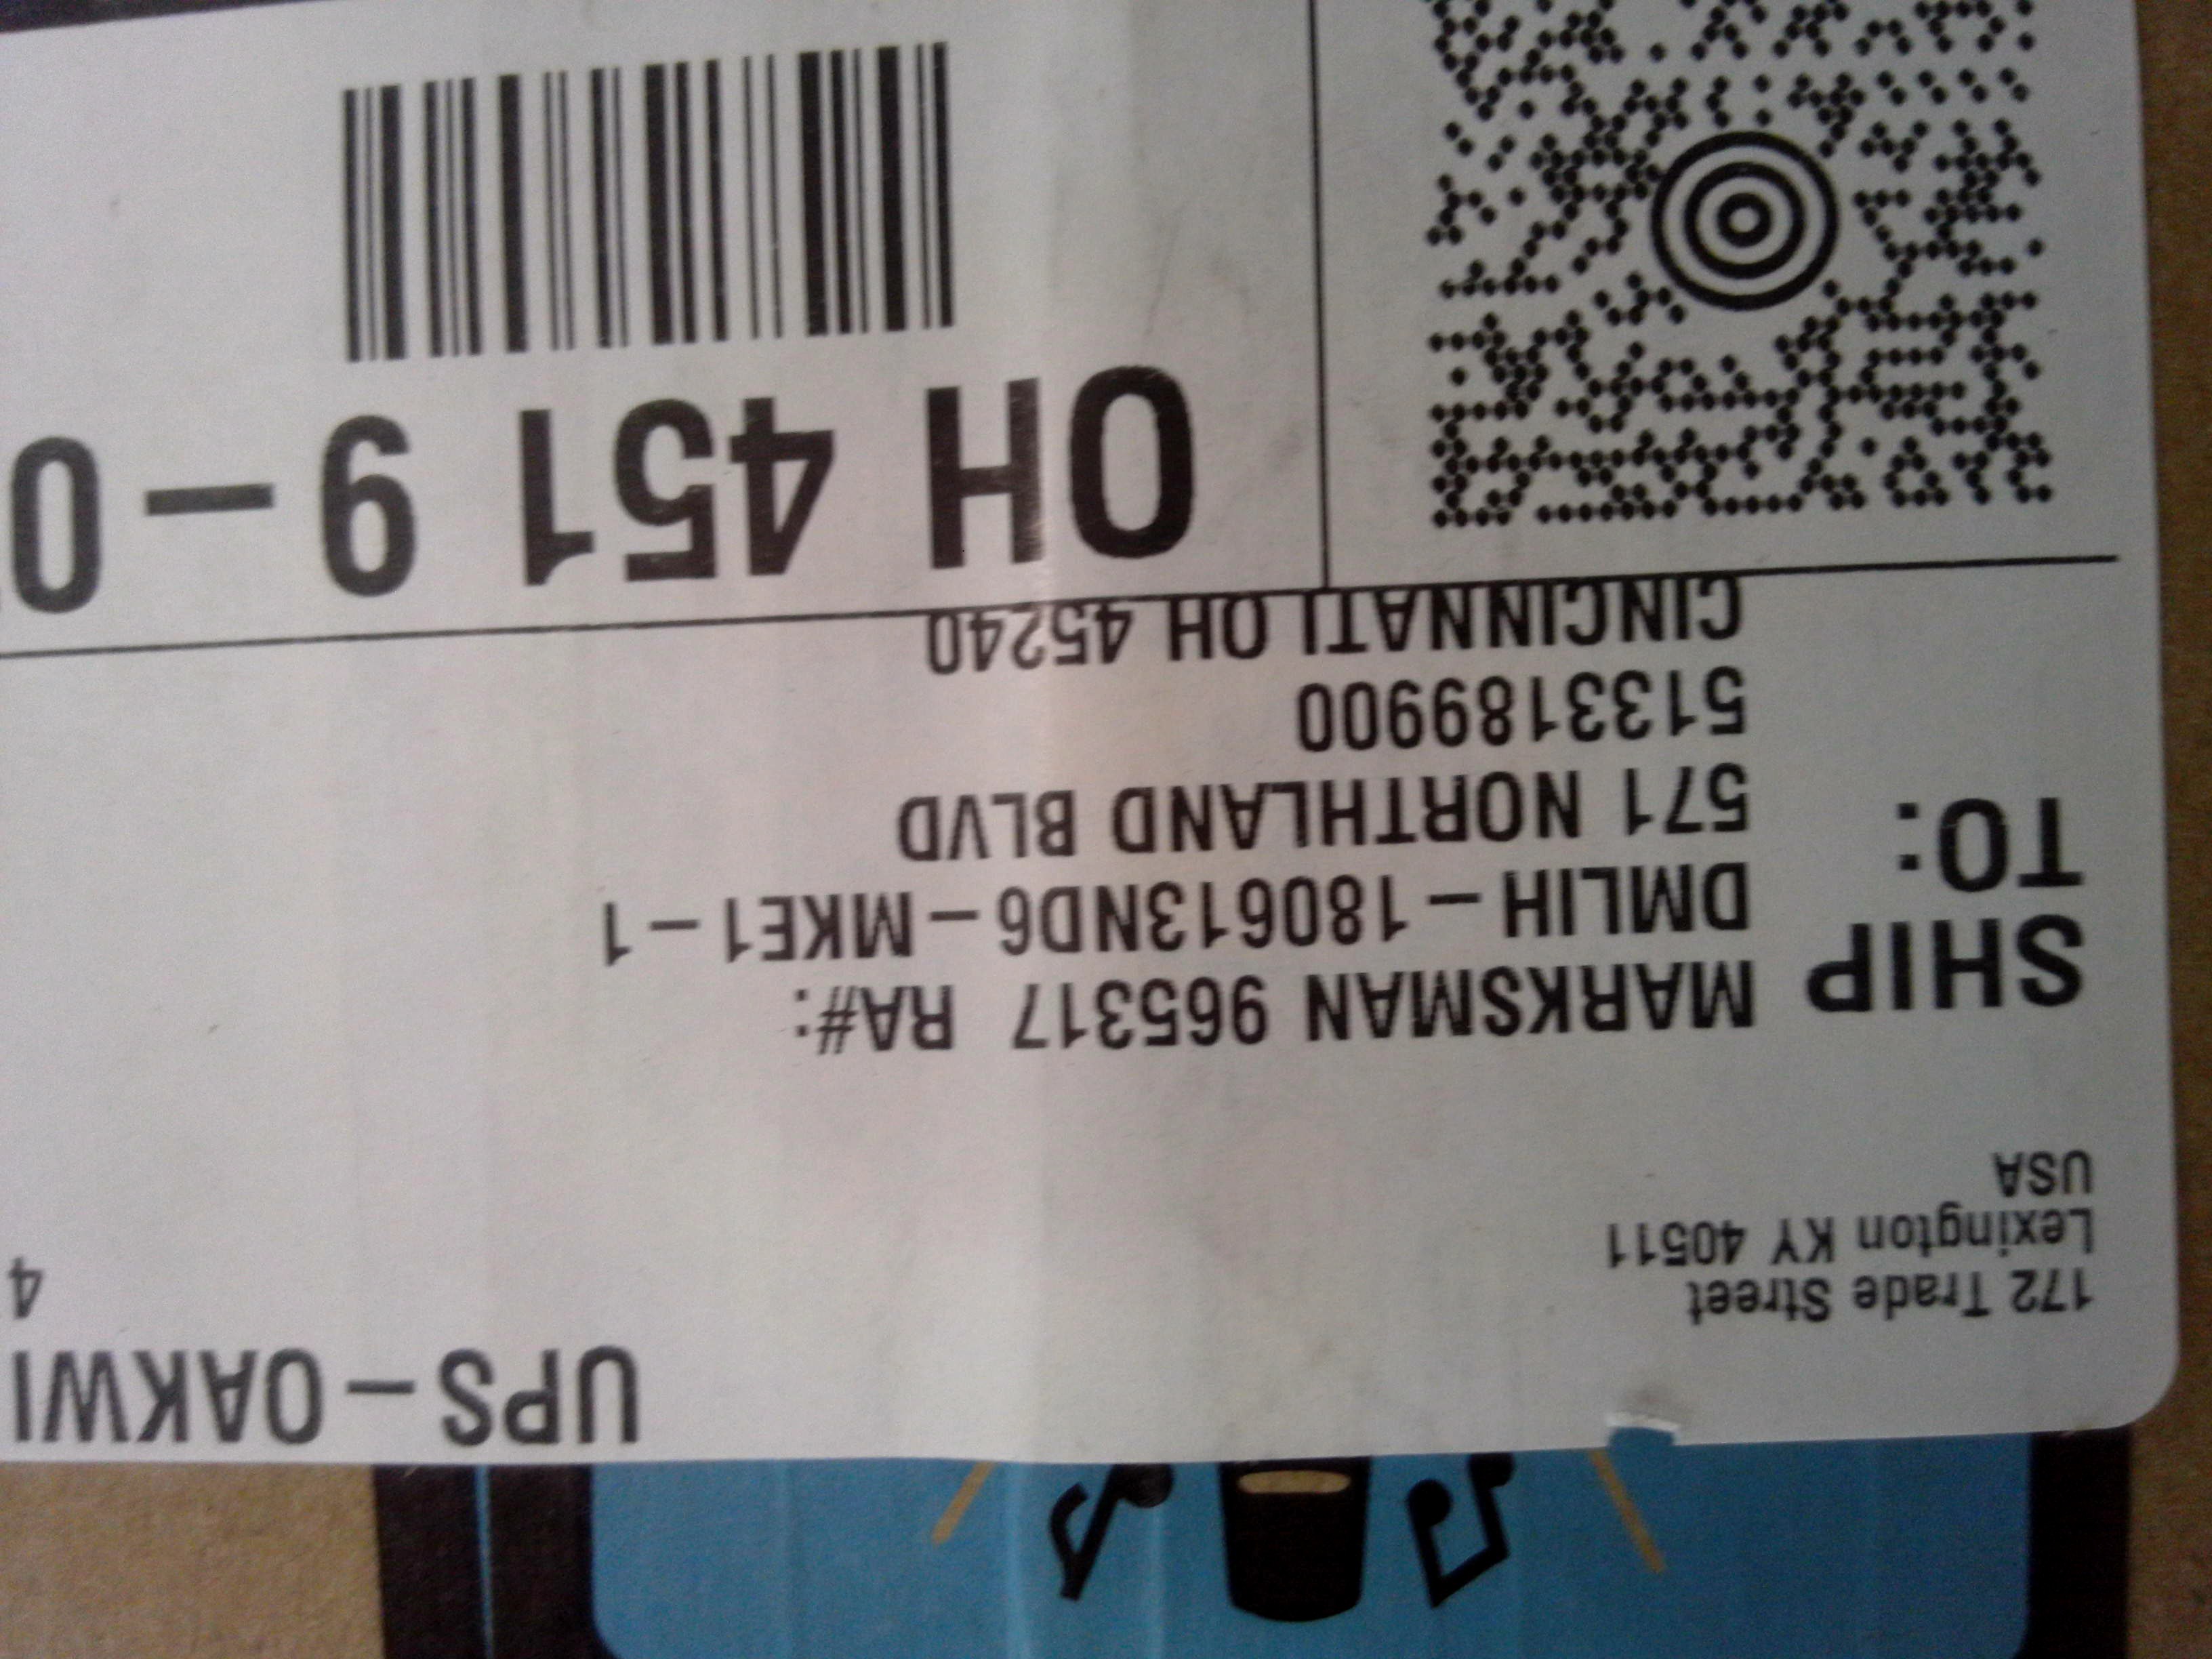 UPS-OAKWI
4
172 Trade Street
Lexington KY 40511
USA
SHIP
TO:
MARKSMAN 965317 RA#:
DMLIH-180613ND6-MKE1-1
571 NORTHLAND BLVD
5133189900
CINCINNATI OH 45240
OH 451 9-0